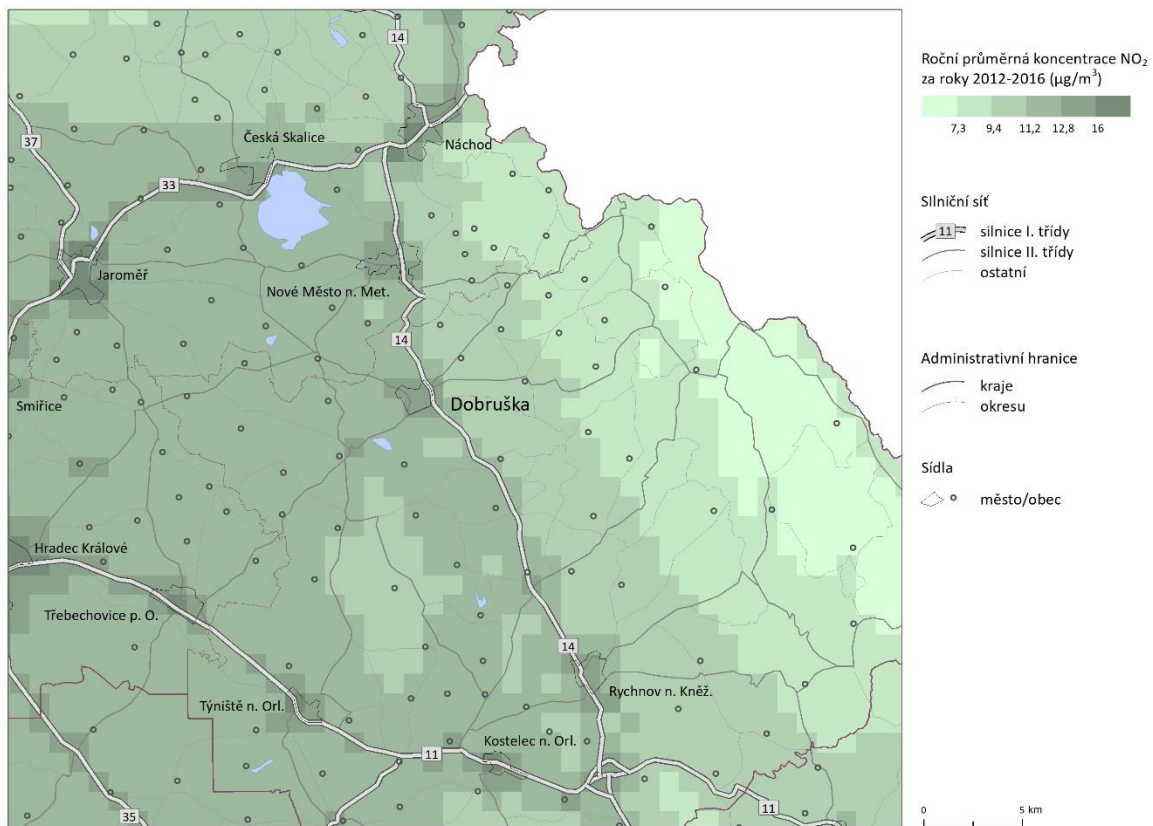 14
37
Česká Skalice
Náchod
33
Jaroměř
Nové Město n. Met.
14
Smiřice
Dobruška
Hradec Králové
Třebechovice p. O.
14
Rychnov n. Kněž.
Týniště n. Orl.
Kostelec n. Orl.
11
35
11
Roční průměrná koncentrace NO₂
za roky 2012-2016 (µg/m³)
7,3 9,4 11,2 12,8 16
SIlniční síť
11 silnice I. třídy
silnice II. třídy
ostatní
Administrativní hranice
kraje
okresu
Sídla
město/obec
0 5 km